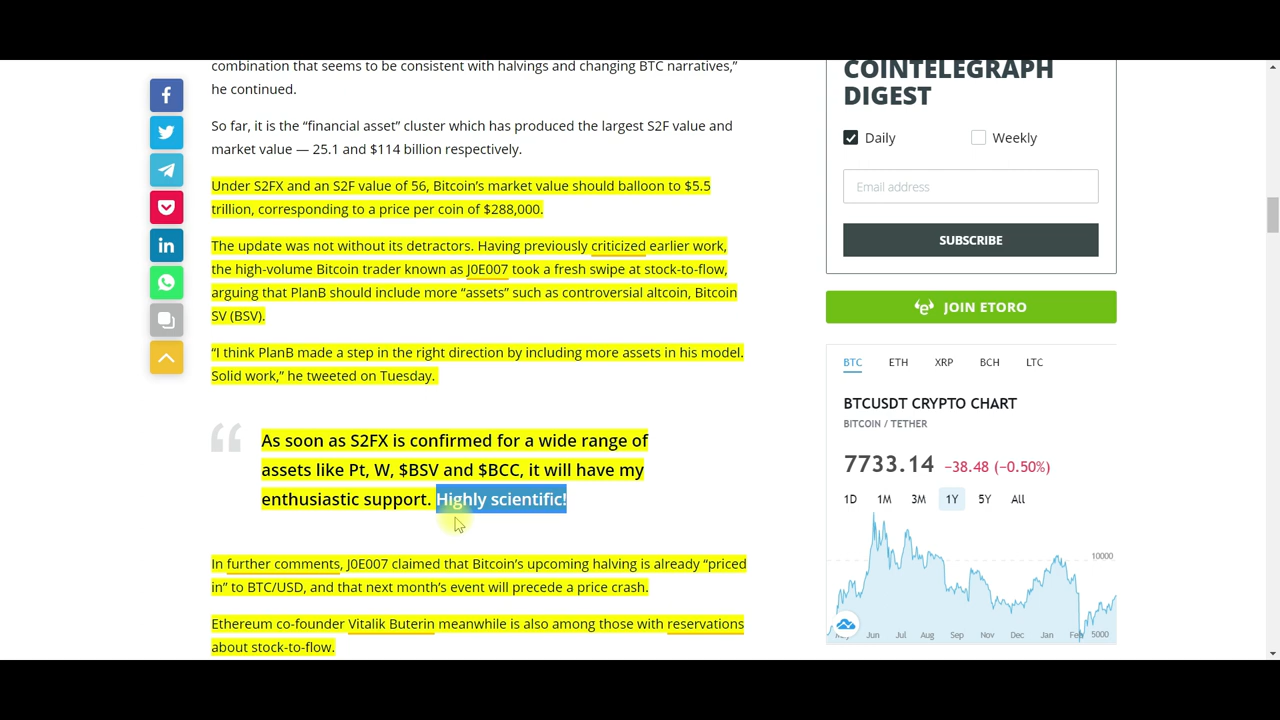 combination that seems to be consistent with halvings and changing BTC narratives,”
he continued.
So far, it is the “financial asset” cluster which has produced the largest S2F value and
market value — 25.1 and $114 billion respectively.
Under S2FX and an S2F value of 56, Bitcoin’s market value should balloon to $5.5
trillion, corresponding to a price per coin of $288,000.
The update was not without its detractors. Having previously criticized earlier work,
the high-volume Bitcoin trader known as J0E007 took a fresh swipe at stock-to-flow,
arguing that PlanB should include more “assets” such as controversial altcoin, Bitcoin
SV (BSV).
“I think PlanB made a step in the right direction by including more assets in his model.
Solid work,” he tweeted on Tuesday.
As soon as S2FX is confirmed for a wide range of
assets like Pt, W, $BSV and $BCC, it will have my
enthusiastic support. Highly scientific!
In further comments, J0E007 claimed that Bitcoin’s upcoming halving is already “priced
in” to BTC/USD, and that next month’s event will precede a price crash.
Ethereum co-founder Vitalik Buterin meanwhile is also among those with reservations
about stock-to-flow.
COINTELEGRAPH
DIGEST
Daily Weekly
Email address
SUBSCRIBE
JOIN ETORO
BTC ETH XRP BCH LTC
BTCUSDT CRYPTO CHART
BITCOIN / TETHER
7733.14 −38.48 (−0.50%)
1D 1M 3M 1Y 5Y All
10000
Jun Jul Aug Sep Nov Dec Jan Feb 5000